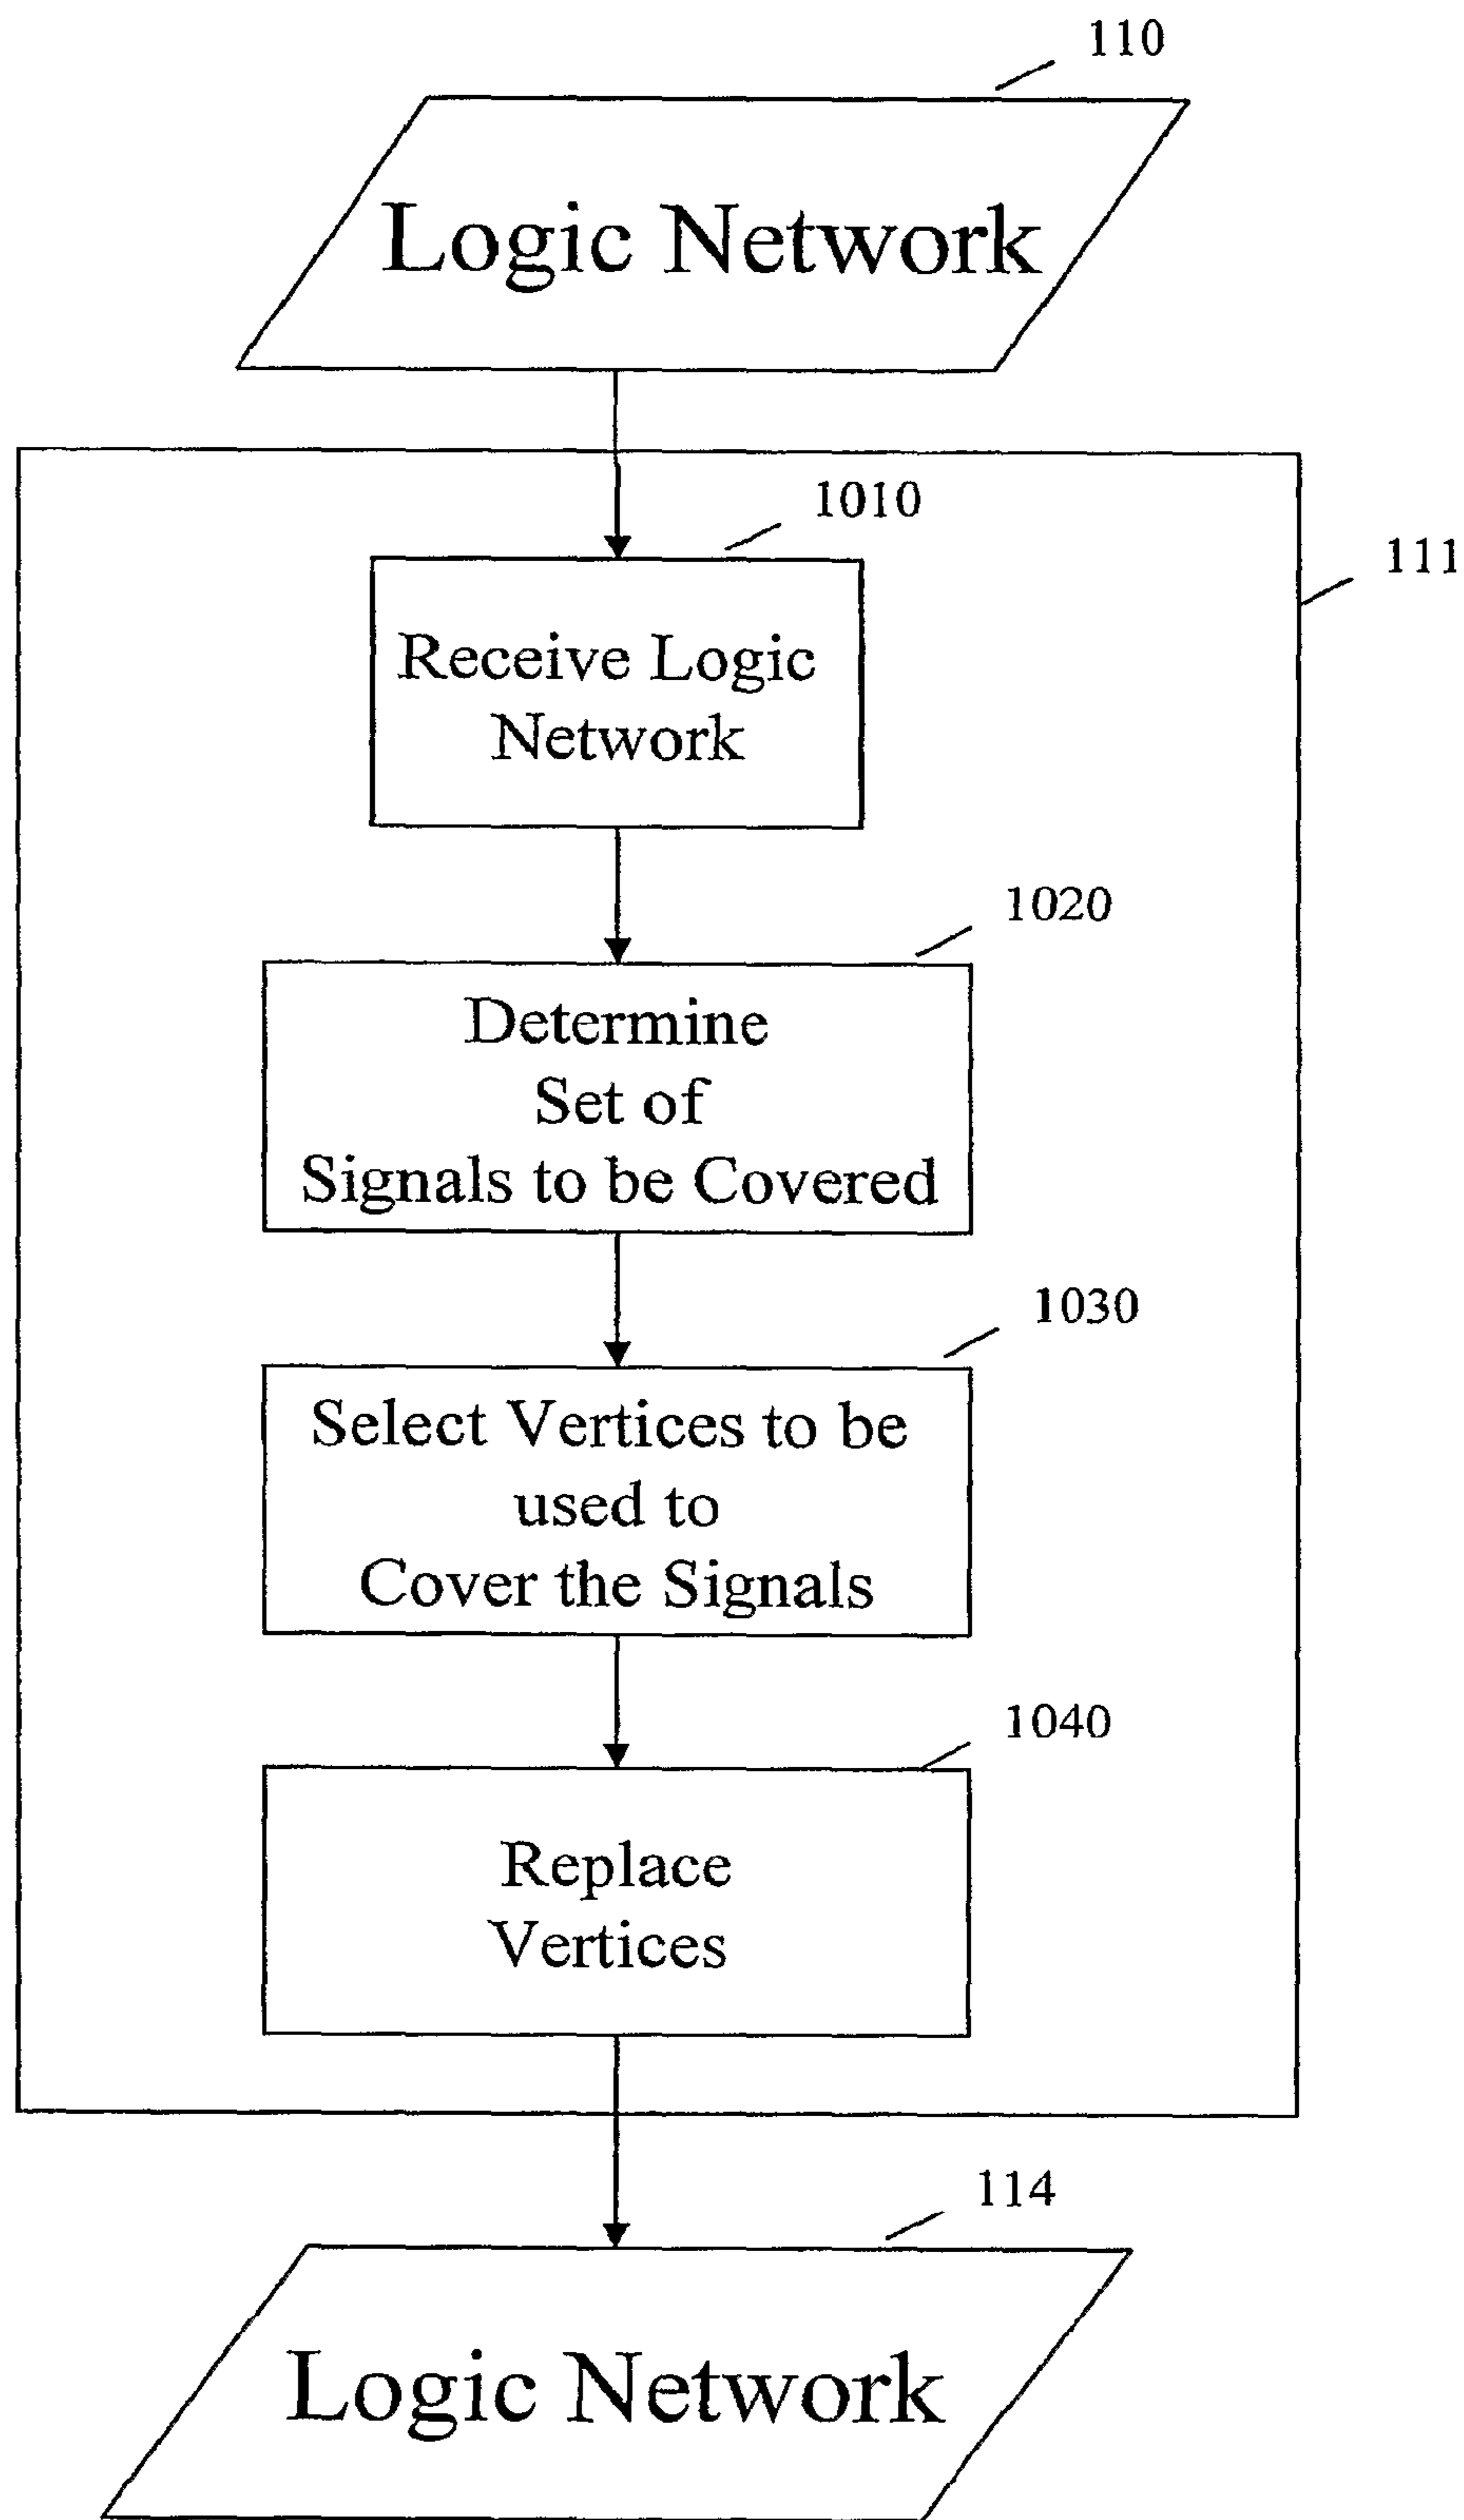 110
Logic Network
1010
111
Receive Logic
Network
1020
Determine
Set of
Signals to be Covered
1030
Select Vertices to be
used to
Cover the Signals
1040
Replace
Vertices
114
Logic Network